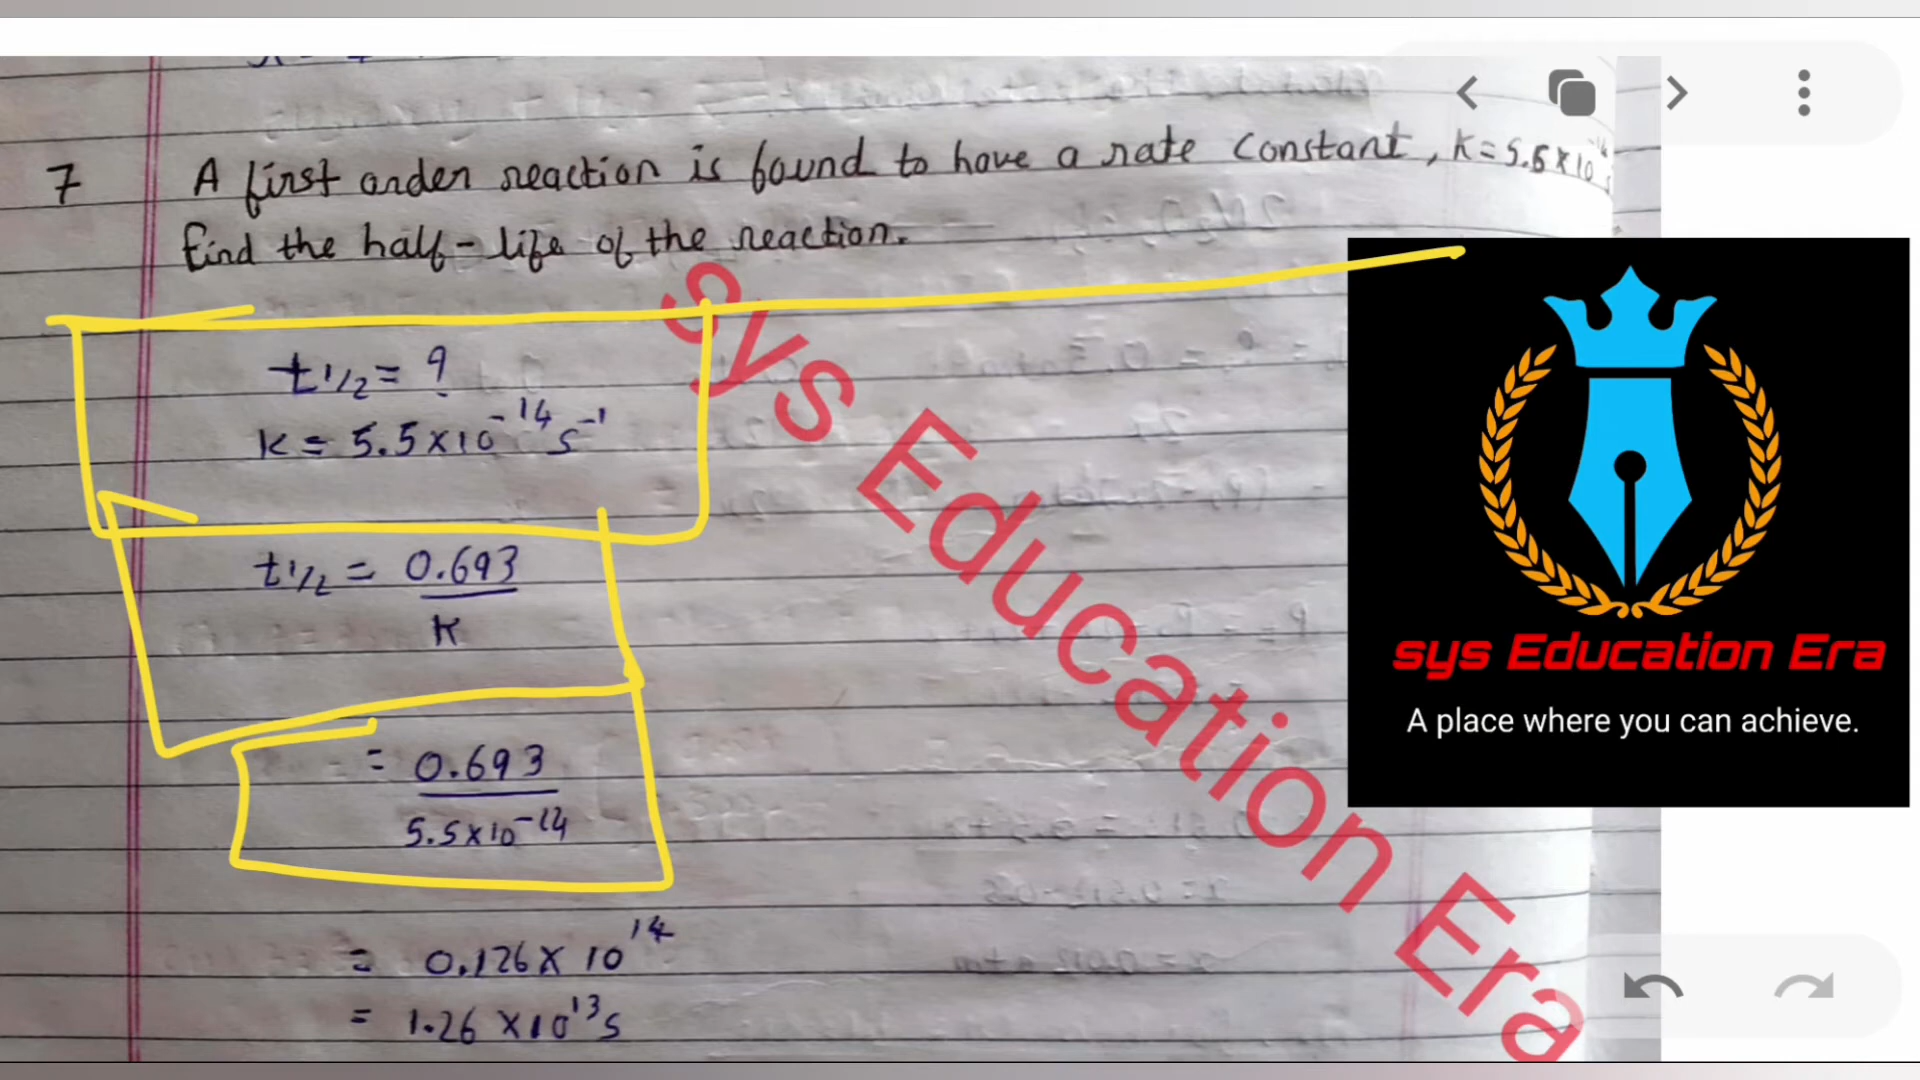 7 A first order reaction is found to have a rate constant, K = 5.5 × 10⁻¹⁴
find the half-life of the reaction.
t1/2 = ?
K = 5.5 × 10⁻¹⁴ s⁻¹
t1/2 = 0.693
K
= 0.693
5.5 × 10⁻¹⁴
= 0.126 × 10¹⁴
= 1.26 × 10¹³ s
sys Education Era
sys Education Era
A place where you can achieve.